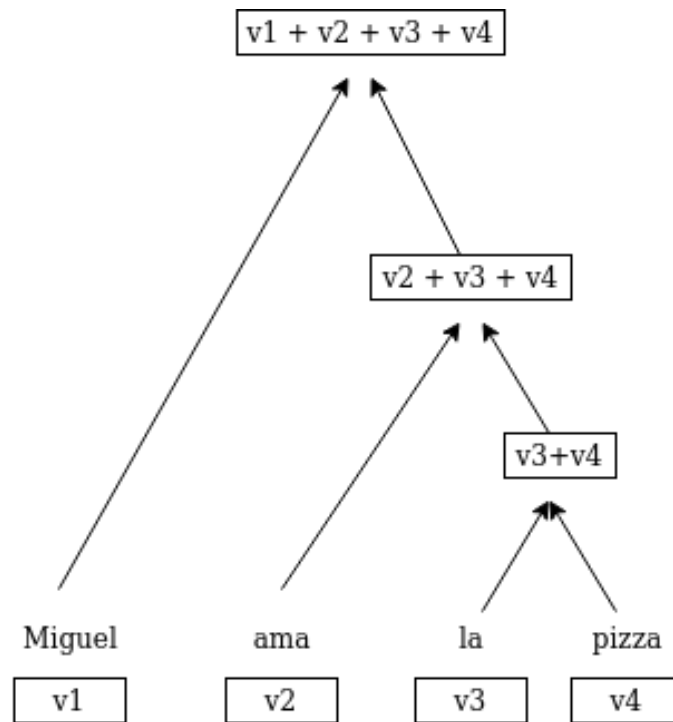 v1 + v2 + v3 + v4
v2 + v3 + v4
v3+v4
Miguel ama la pizza
v1 v2 v3 v4